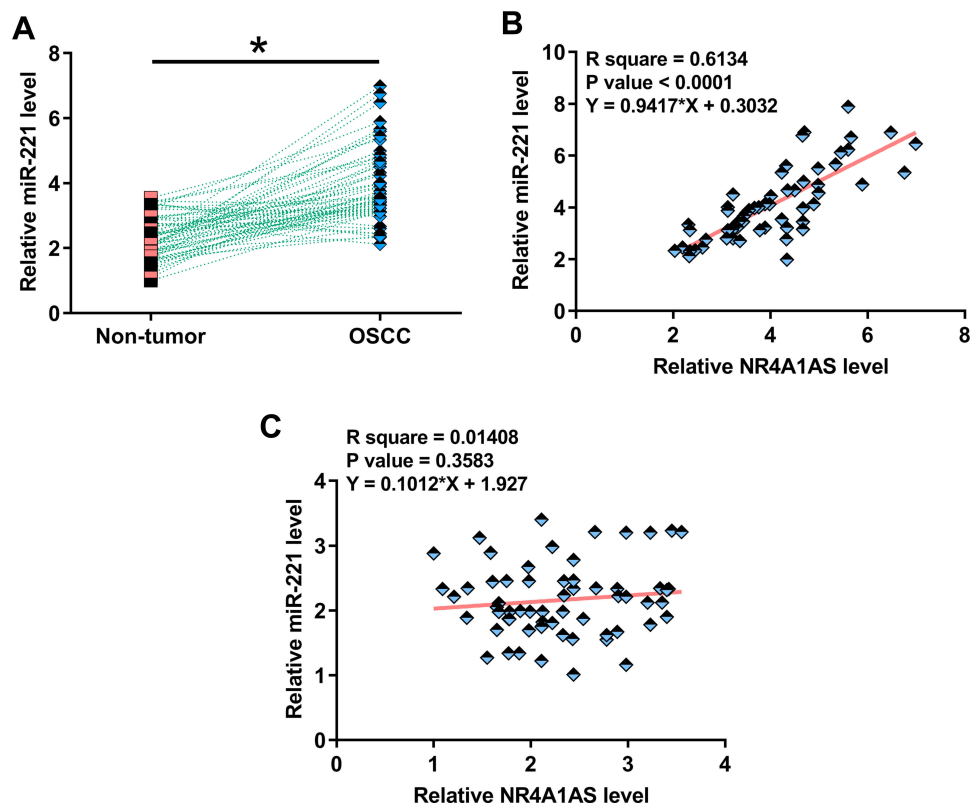 A
*
Relative miR-221 level
8
6
4
2
0
Non-tumor OSCC
B
R square = 0.6134
P value < 0.0001
Y = 0.9417*X + 0.3032
Relative miR-221 level
10
8
6
4
2
0
0 2 4 6 8
Relative NR4A1AS level
C
R square = 0.01408
P value = 0.3583
Y = 0.1012*X + 1.927
Relative miR-221 level
4
3
2
1
0
0 1 2 3 4
Relative NR4A1AS level